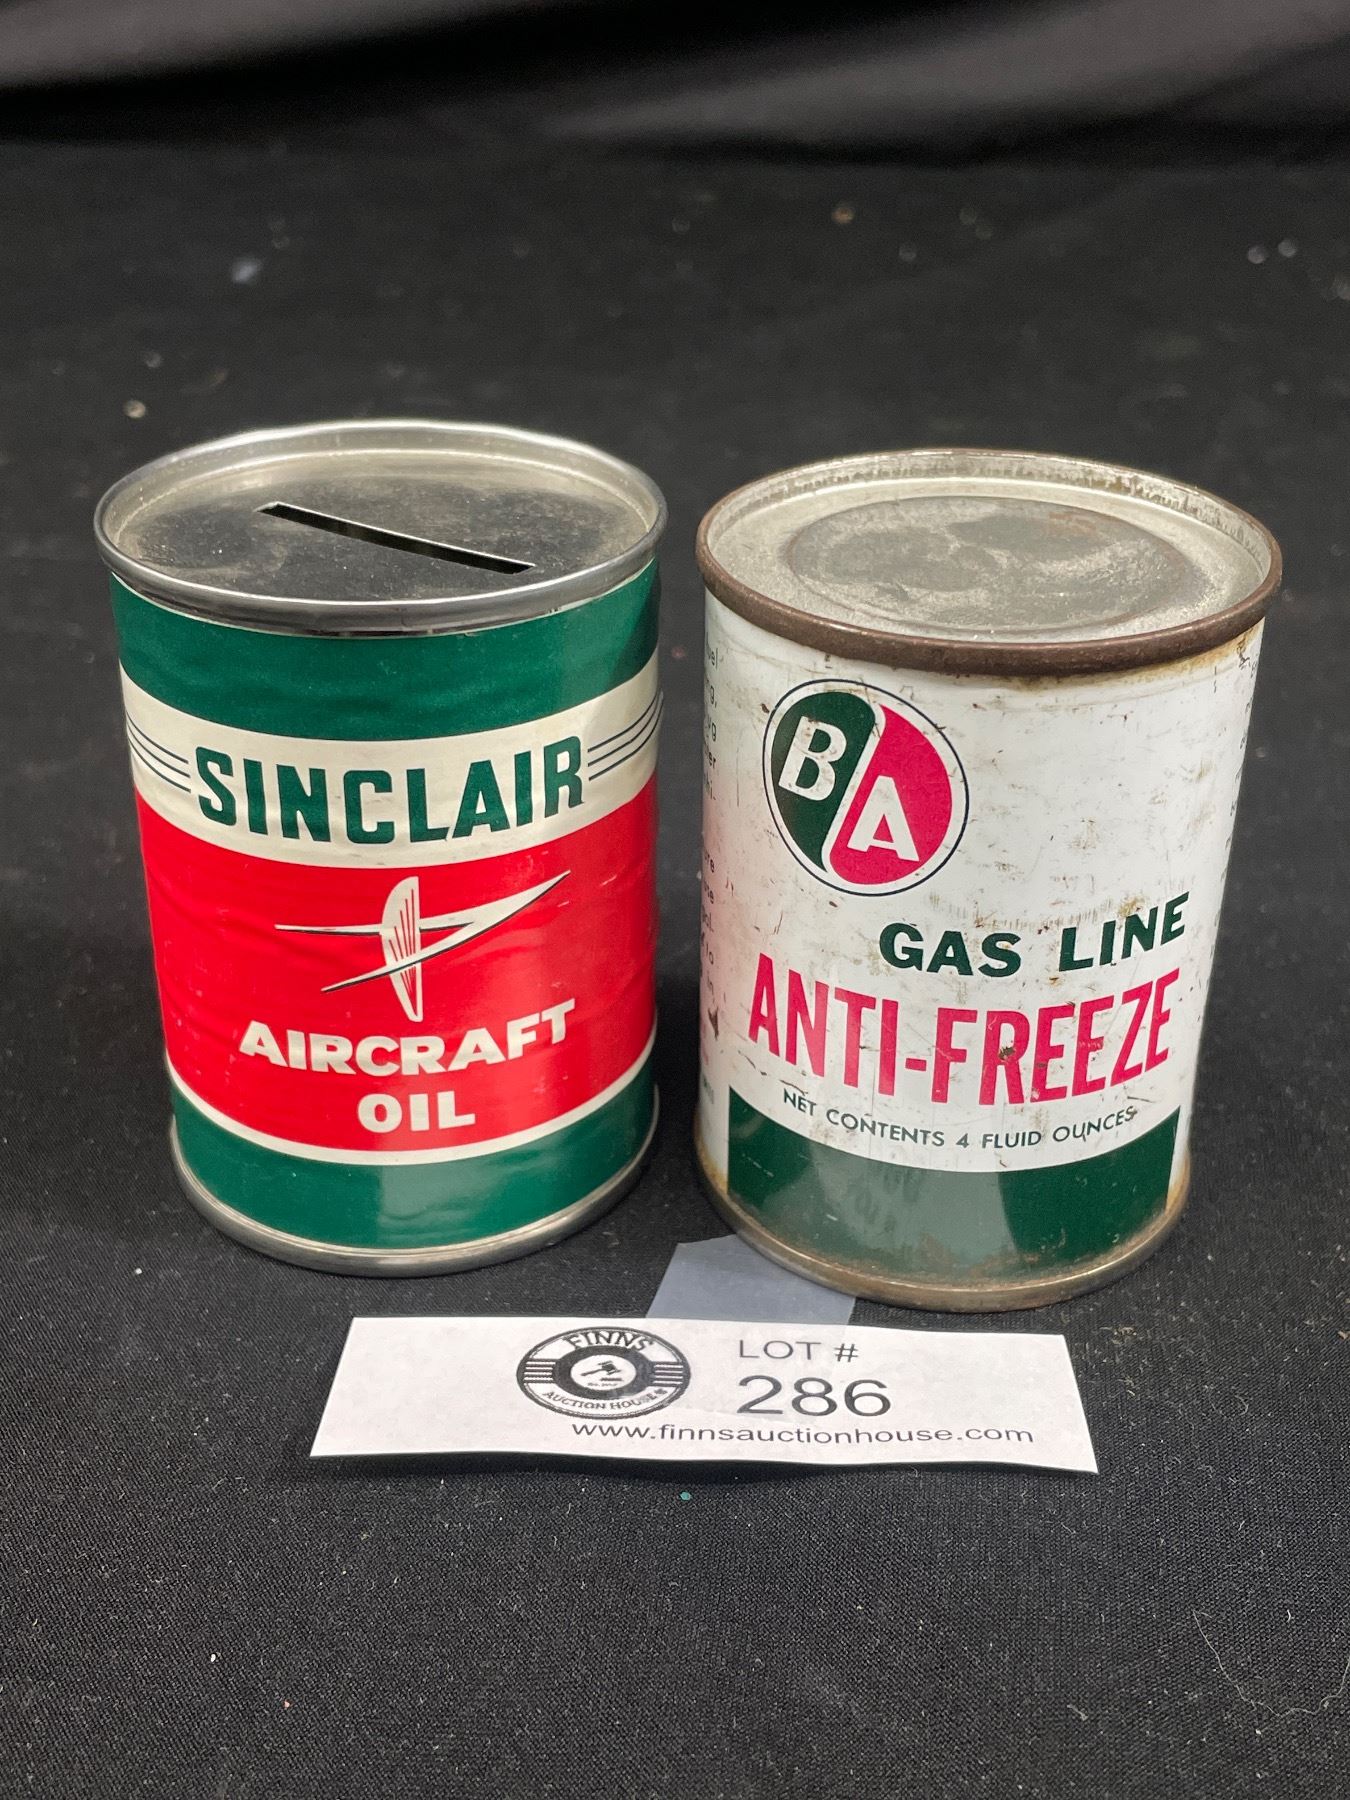 SINCLAIR
AIRCRAFT
OIL
BA
GAS LINE
ANTI-FREEZE
NET CONTENTS 4 FLUID OUNCES
FINNS
AUCTION HOUSE
LOT #
286
www.finnsauctionhouse.com